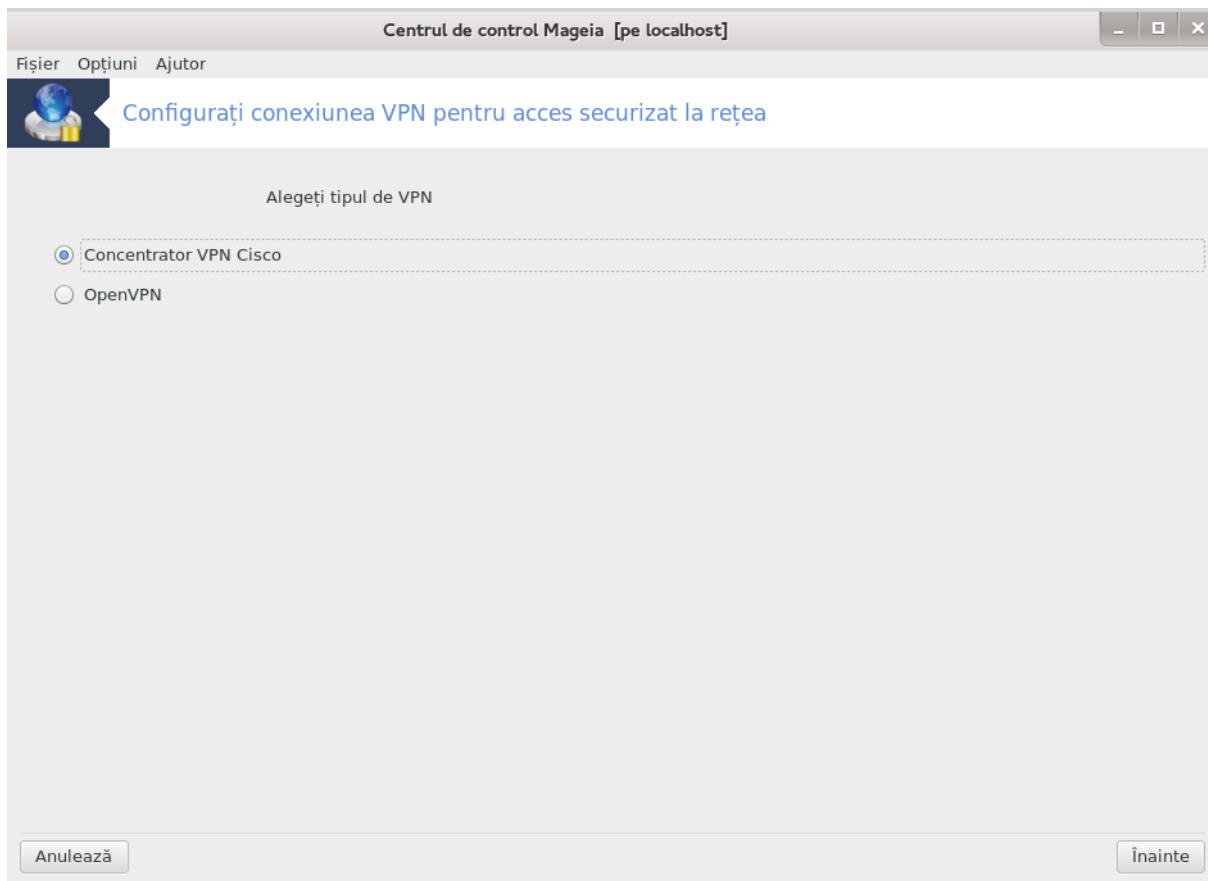 Centrul de control Mageia [pe localhost]
Fișier Opțiuni Ajutor
Configurați conexiunea VPN pentru acces securizat la rețea
Alegeți tipul de VPN
Concentrator VPN Cisco
OpenVPN
Anulează Înainte